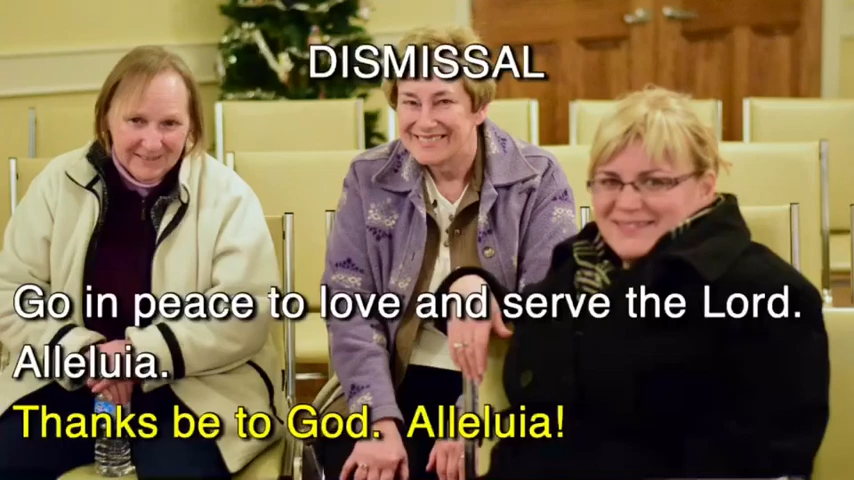 DISMISSAL
Go in peace to love and serve the Lord.
Alleluia.
Thanks be to God.  Alleluia!